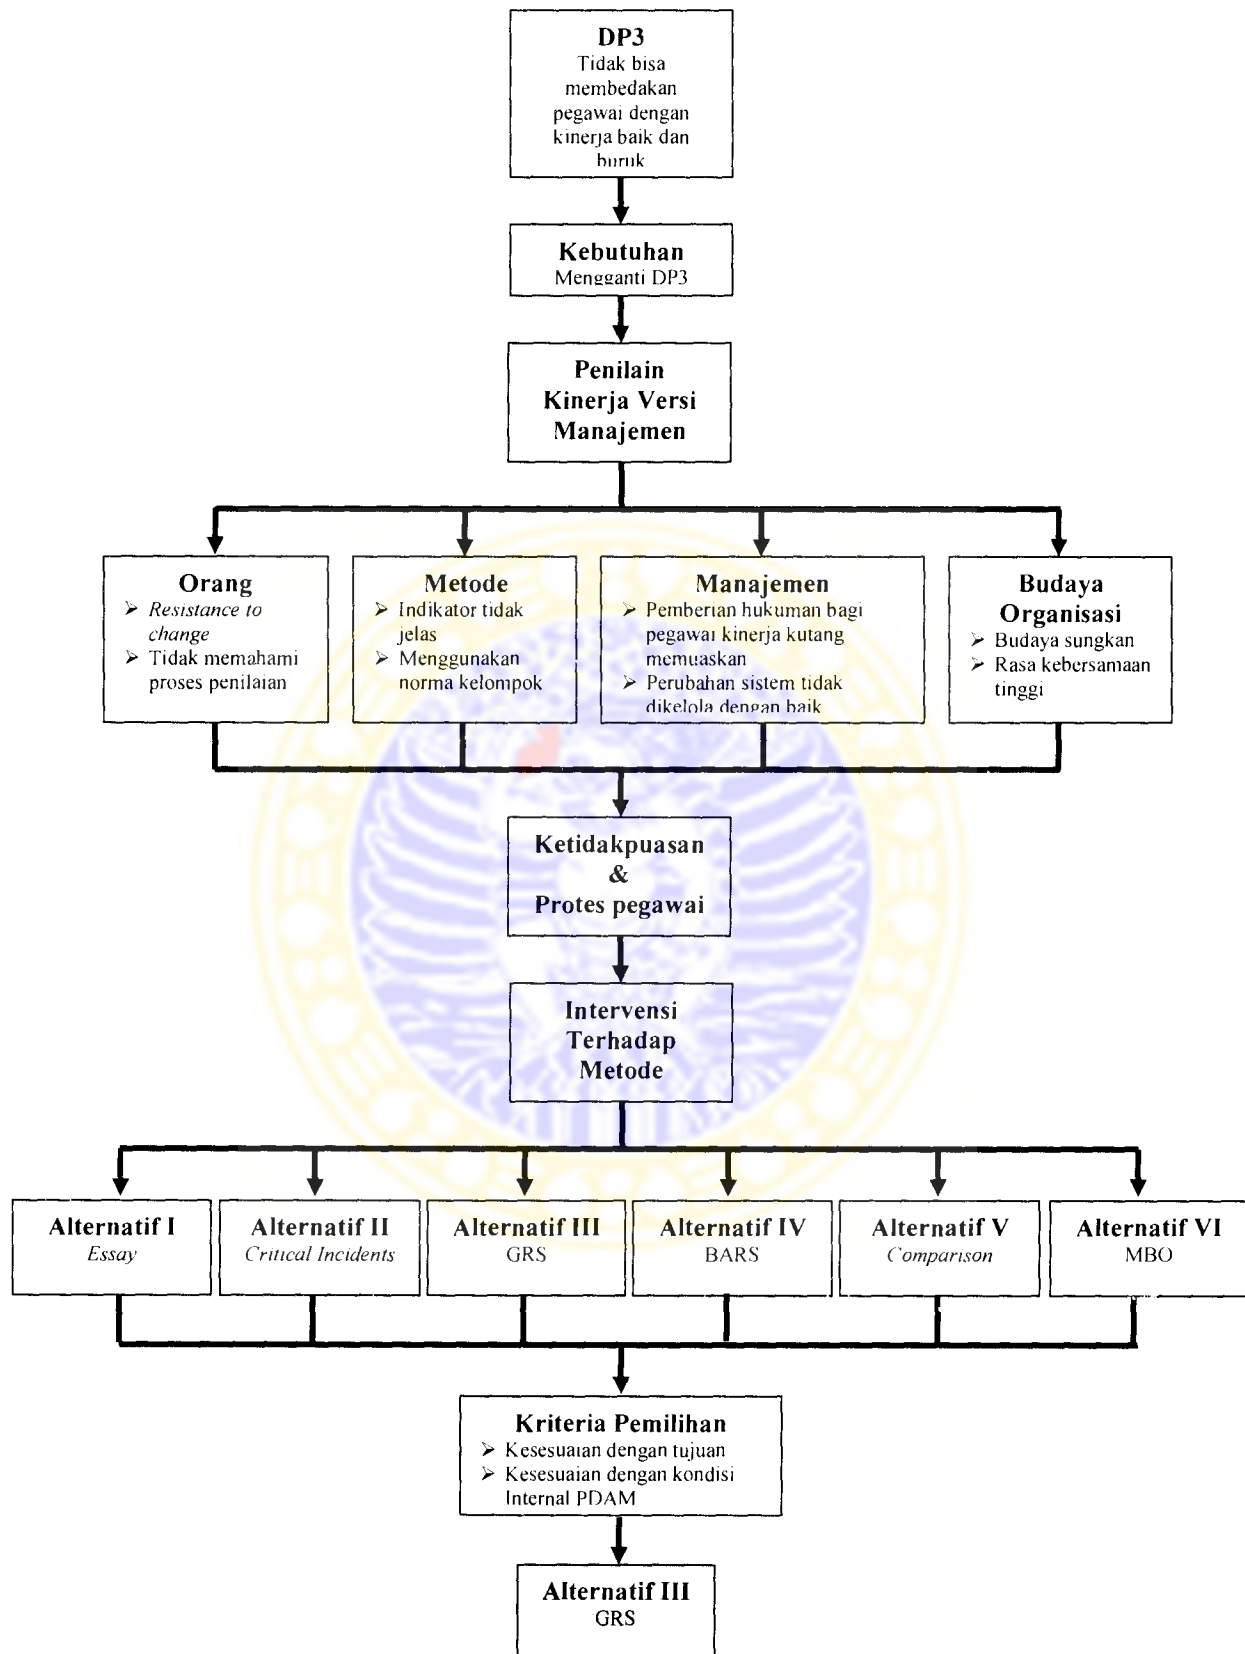 DP3
Tidak bisa
membedakan
pegawai dengan
kinerja baik dan
buruk
Kebutuhan
Mengganti DP3
Penilain
Kinerja Versi
Manajemen
Orang
➢ Resistance to
change
➢ Tidak memahami
proses penilaian
Metode
➢ Indikator tidak
jelas
➢ Menggunakan
norma kelompok
Manajemen
➢ Pemberian hukuman bagi
pegawai kinerja kutang
memuaskan
➢ Perubahan sistem tidak
dikelola dengan baik
Budaya
Organisasi
➢ Budaya sungkan
➢ Rasa kebersamaan
tinggi
Ketidakpuasan
&
Protes pegawai
Intervensi
Terhadap
Metode
Alternatif I
Essay
Alternatif II
Critical Incidents
Alternatif III
GRS
Alternatif IV
BARS
Alternatif V
Comparison
Alternatif VI
MBO
Kriteria Pemilihan
➢ Kesesuaian dengan tujuan
➢ Kesesuaian dengan kondisi
Internal PDAM
Alternatif III
GRS